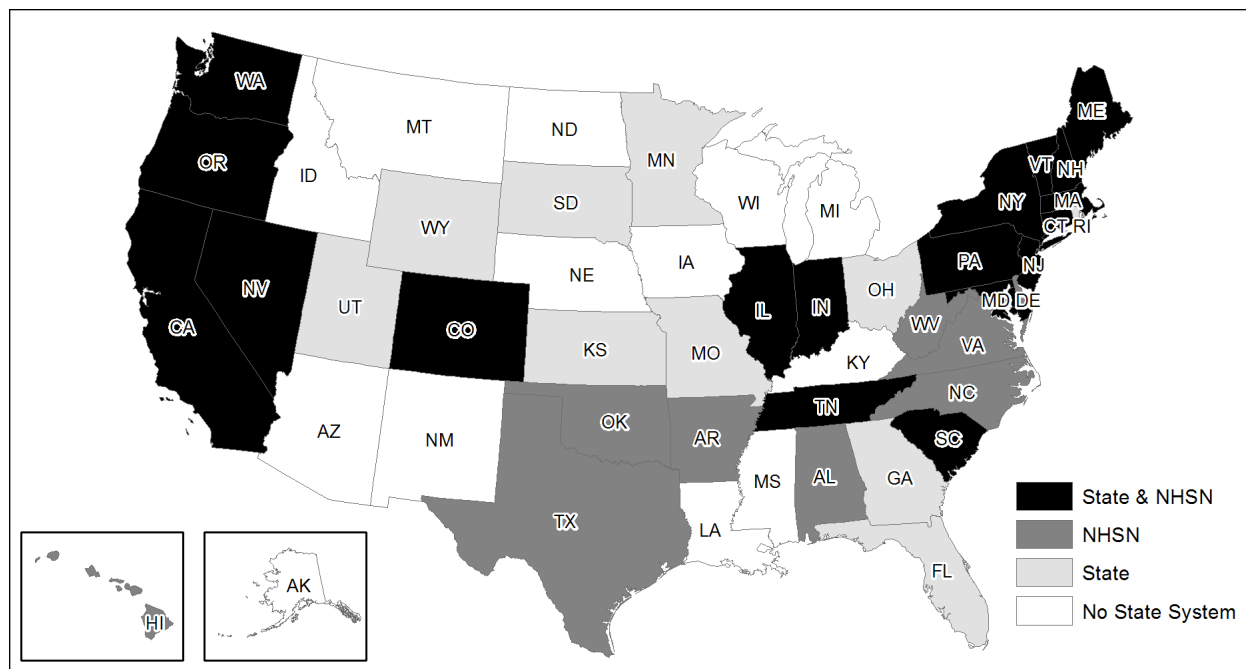 WA
ME
MT
ND
VT
NH
OR
MN
ID
MA
NY
SD
WI
MI
CT
RI
WY
PA
IA
NJ
NE
OH
NV
MD
DE
UT
IL
IN
WV
CA
CO
VA
KS
MO
KY
NC
TN
OK
AZ
AR
NM
SC
MS
AL
GA
State & NHSN
TX
LA
NHSN
FL
State
AK
No State System
HI